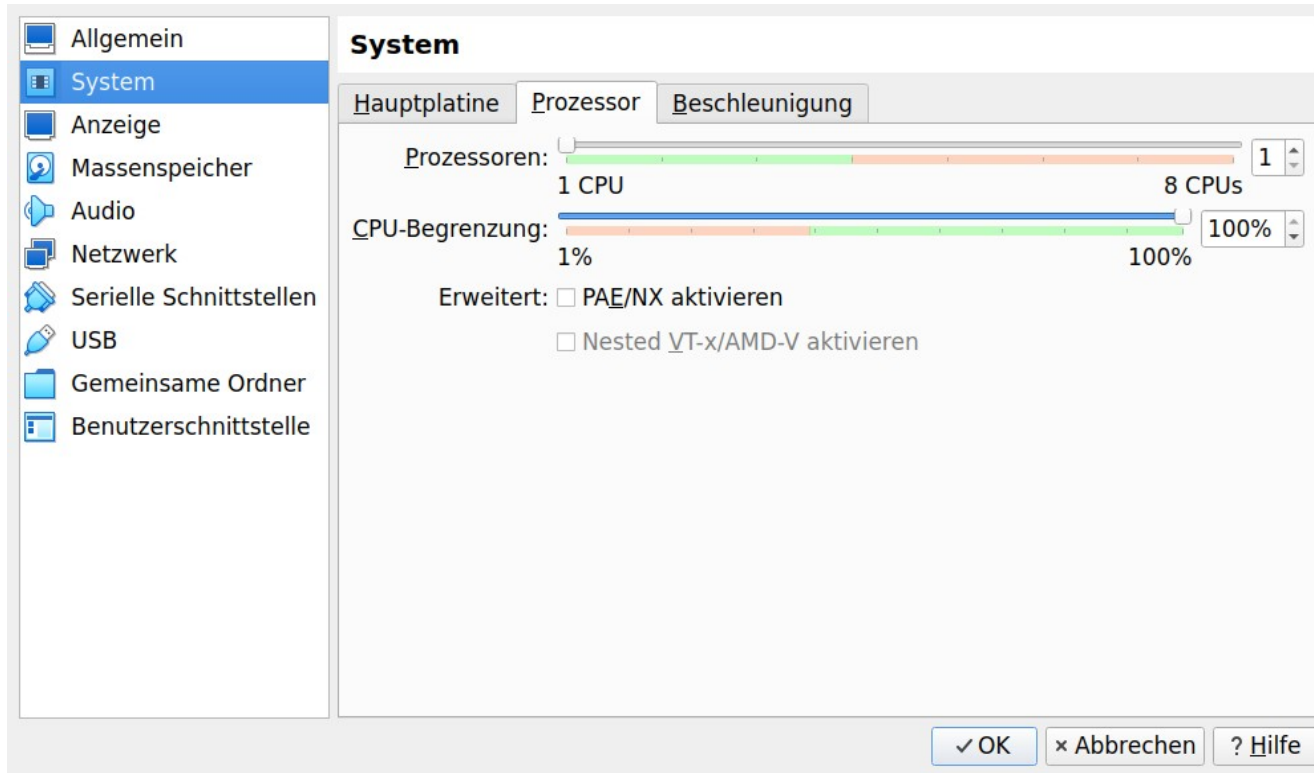 Allgemein
System
Anzeige
Massenspeicher
Audio
Netzwerk
Serielle Schnittstellen
USB
Gemeinsame Ordner
Benutzerschnittstelle
System
Hauptplatine Prozessor Beschleunigung
Prozessoren: 1
1 CPU 8 CPUs
CPU-Begrenzung: 100%
1% 100%
Erweitert: PAE/NX aktivieren
Nested VT-x/AMD-V aktivieren
OK Abbrechen ? Hilfe